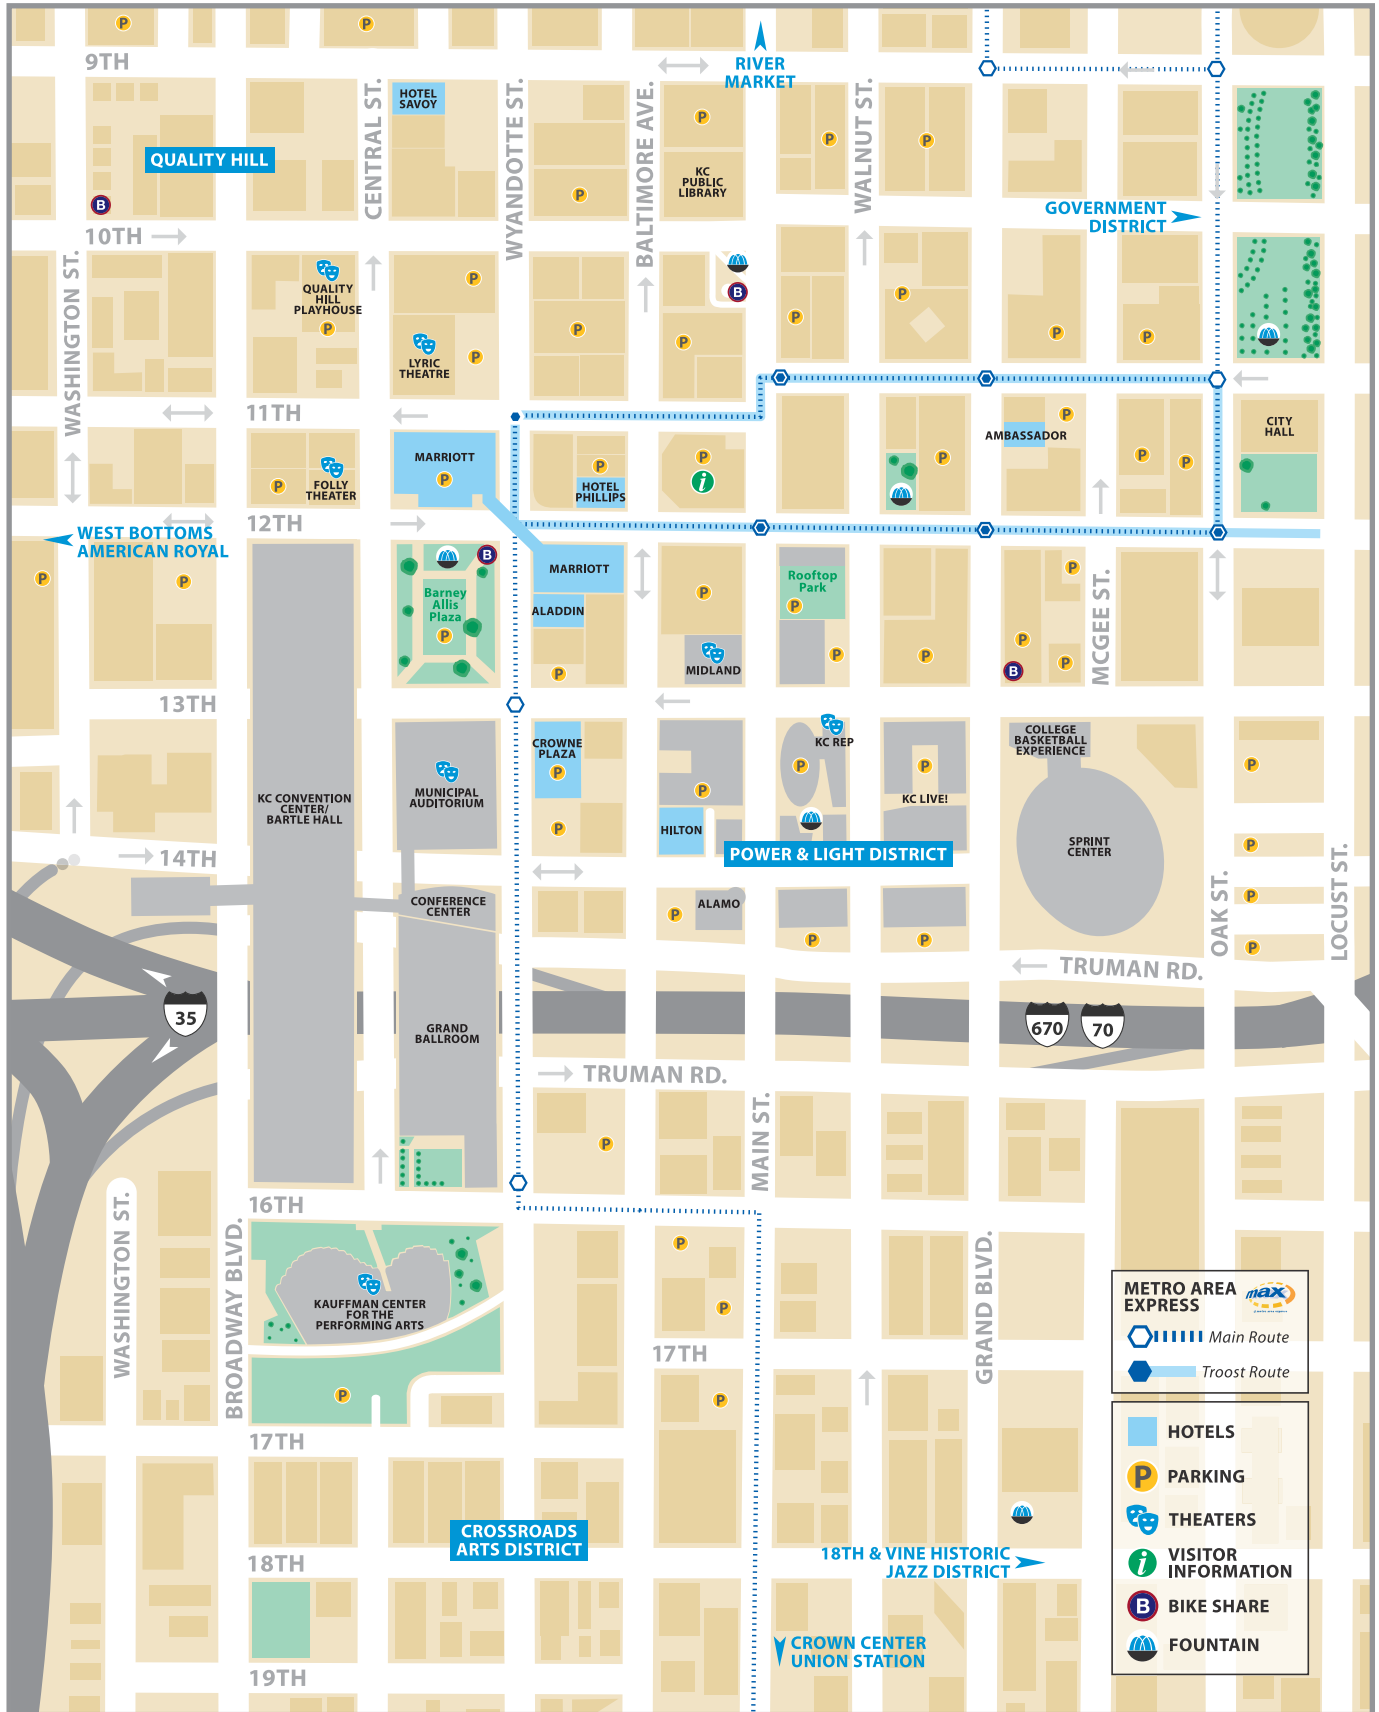 P
P
9TH
RIVER
MARKET
HOTEL
SAVOY
CENTRAL ST.
WYANDOTTE ST.
BALTIMORE AVE.
WALNUT ST.
P
P
P
QUALITY HILL
KC
PUBLIC
LIBRARY
P
B
GOVERNMENT
DISTRICT
10TH
WASHINGTON ST.
QUALITY
HILL
PLAYHOUSE
P
P
B
P
P
P
P
P
P
P
P
LYRIC
THEATRE
P
11TH
P
AMBASSADOR
CITY
HALL
MARRIOTT
P
P
P
P
P
P
HOTEL
PHILLIPS
i
FOLLY
THEATER
P
12TH
WEST BOTTOMS
AMERICAN ROYAL
B
MARRIOTT
P
P
Barney
Allis
Plaza
P
ALADDIN
P
Rooftop
Park
P
P
MCGEE ST.
P
MIDLAND
P
P
P
P
B
P
13TH
CROWNE
PLAZA
P
KC REP
P
P
COLLEGE
BASKETBALL
EXPERIENCE
P
KC CONVENTION
CENTER/
BARTLE HALL
MUNICIPAL
AUDITORIUM
P
P
KC LIVE!
HILTON
SPRINT
CENTER
P
POWER & LIGHT DISTRICT
14TH
CONFERENCE
CENTER
ALAMO
P
P
P
P
P
OAK ST.
LOCUST ST.
TRUMAN RD.
35
GRAND
BALLROOM
670
70
TRUMAN RD.
P
MAIN ST.
16TH
WASHINGTON ST.
BROADWAY BLVD.
P
GRAND BLVD.
KAUFFMAN CENTER
FOR THE
PERFORMING ARTS
P
17TH
P
P
METRO AREA
EXPRESS
max
Main Route
Troost Route
17TH
HOTELS
P
PARKING
THEATERS
i
VISITOR
INFORMATION
B
BIKE SHARE
FOUNTAIN
CROSSROADS
ARTS DISTRICT
18TH & VINE HISTORIC
JAZZ DISTRICT
18TH
CROWN CENTER
UNION STATION
19TH